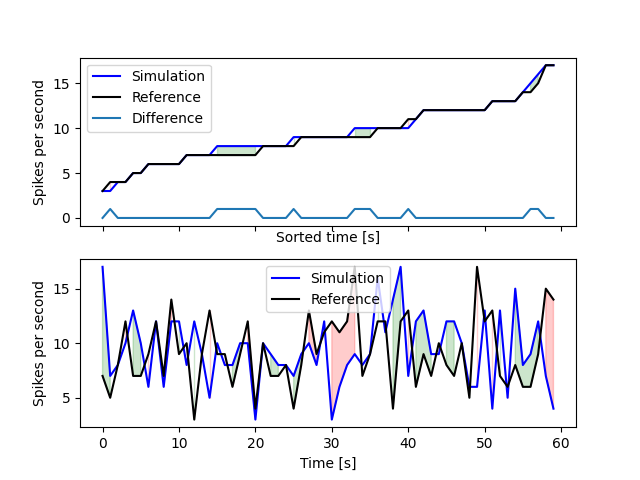 Spikes per second
15
10
5
0
Simulation
Reference
Difference
Sorted time [s]
Spikes per second
15
10
5
Simulation
Reference
0 10 20 30 40 50 60
Time [s]